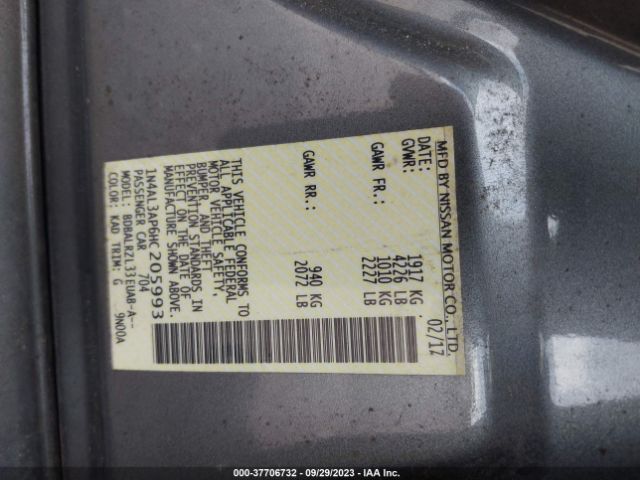 MFD BY NISSAN MOTOR CO., LTD.
DATE: 02/17
GVWR: 1917 KG
4226 LB
GAWR FR.: 1010 KG
2227 LB
GAWR RR.: 940 KG
2072 LB
THIS VEHICLE CONFORMS TO
ALL APPLICABLE FEDERAL
MOTOR VEHICLE SAFETY,
BUMPER, AND THEFT
PREVENTION STANDARDS IN
EFFECT ON THE DATE OF
MANUFACTURE SHOWN ABOVE.
1N4AL3AP6HC205993
PASSENGER CAR 704
MODEL: BDBALRZL33EUAB-A--
COLOR: KAD TRIM: G 9N00A
000-37706732 / 09/29/2023 - IAA Inc.